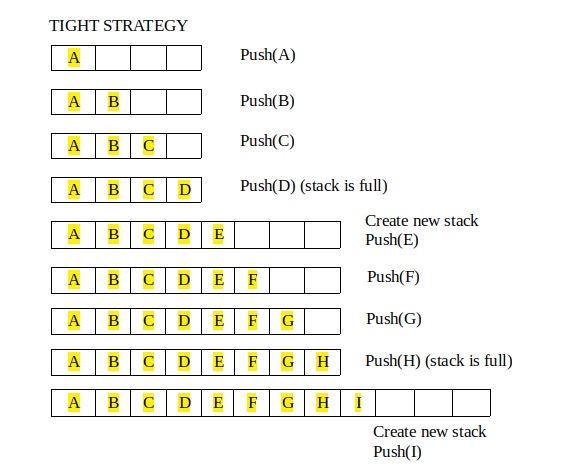 TIGHT STRATEGY
A Push(A)
A B Push(B)
A B C Push(C)
A B C D Push(D) (stack is full)
Create new stack
A B C D E Push(E)
A B C D E F Push(F)
A B C D E F G Push(G)
A B C D E F G H Push(H) (stack is full)
A B C D E F G H I
Create new stack
Push(I)